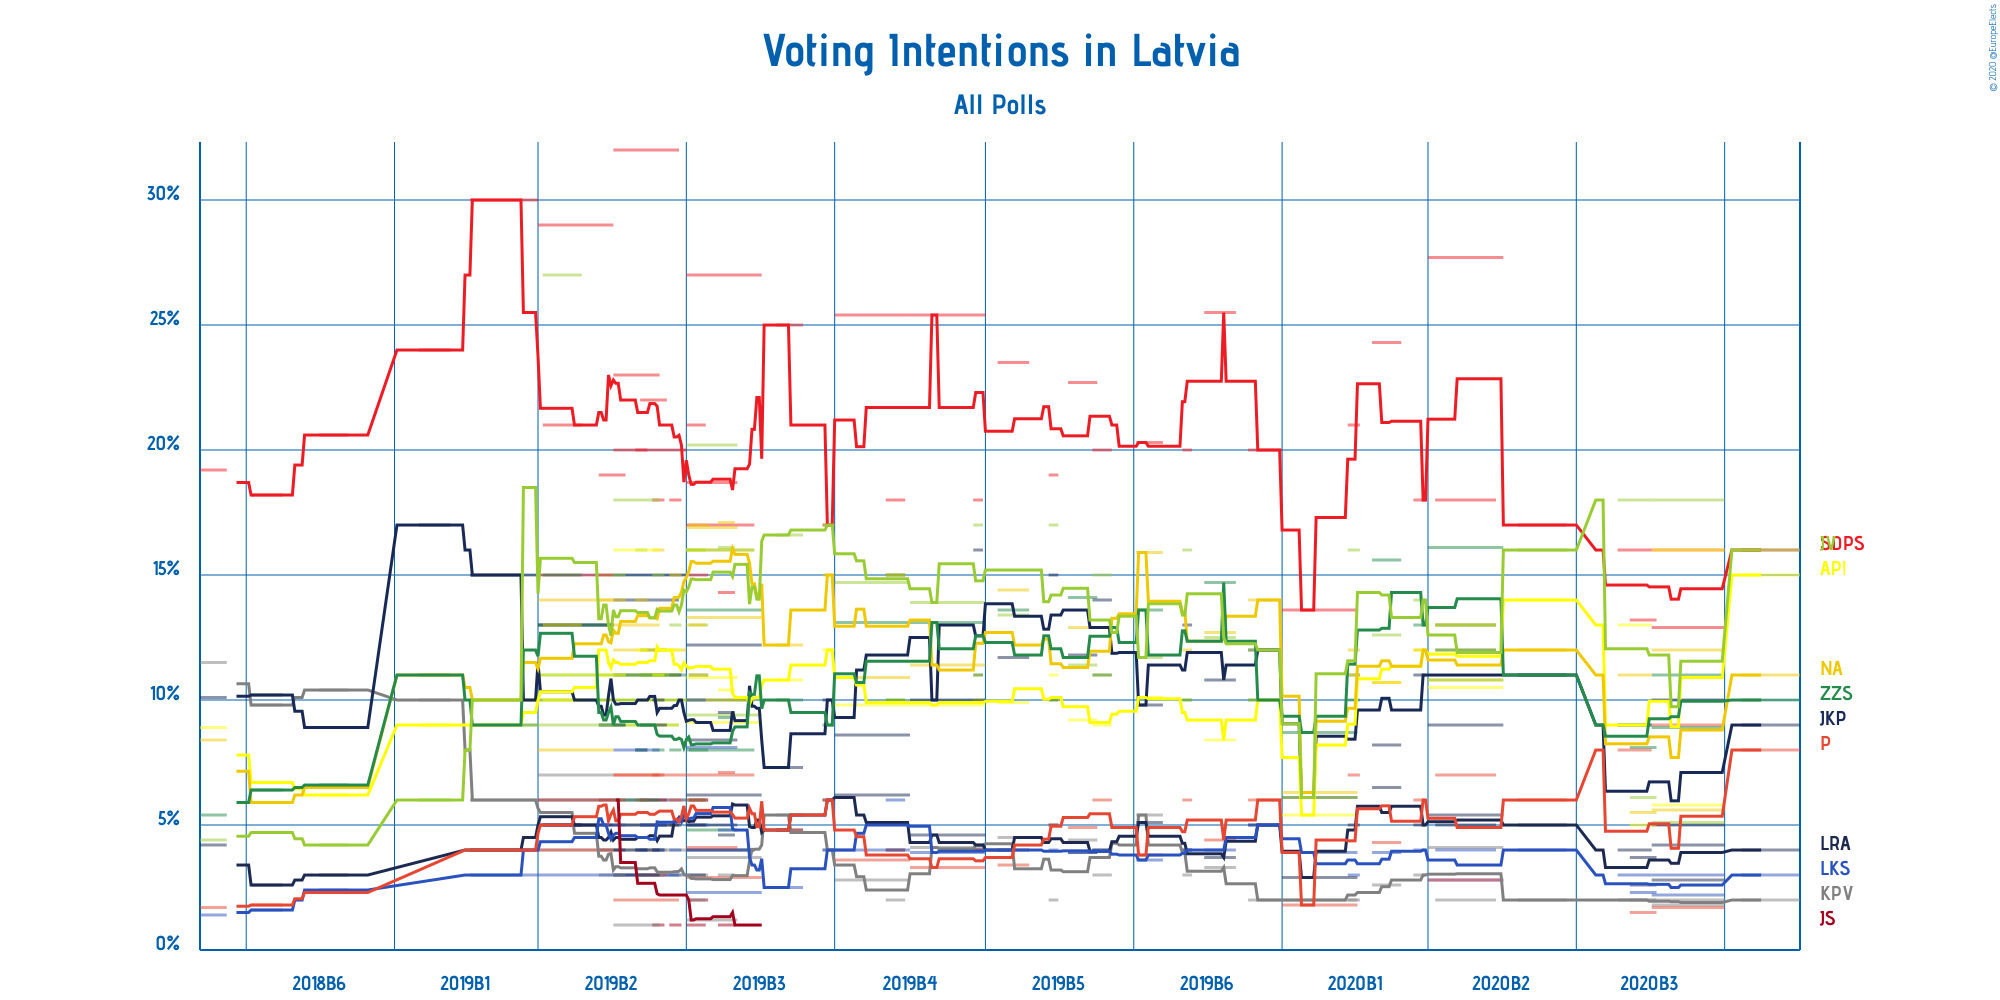 © 2020 @EuropeElects
Voting Intentions in Latvia
All Polls
30%
25%
20%
15%
10%
5%
0%
SDPS
API
NA
ZZS
JKP
P
LRA
LKS
KPV
JS
2018B6
2019B1
2019B2
2019B3
2019B4
2019B5
2019B6
2020B1
2020B2
2020B3